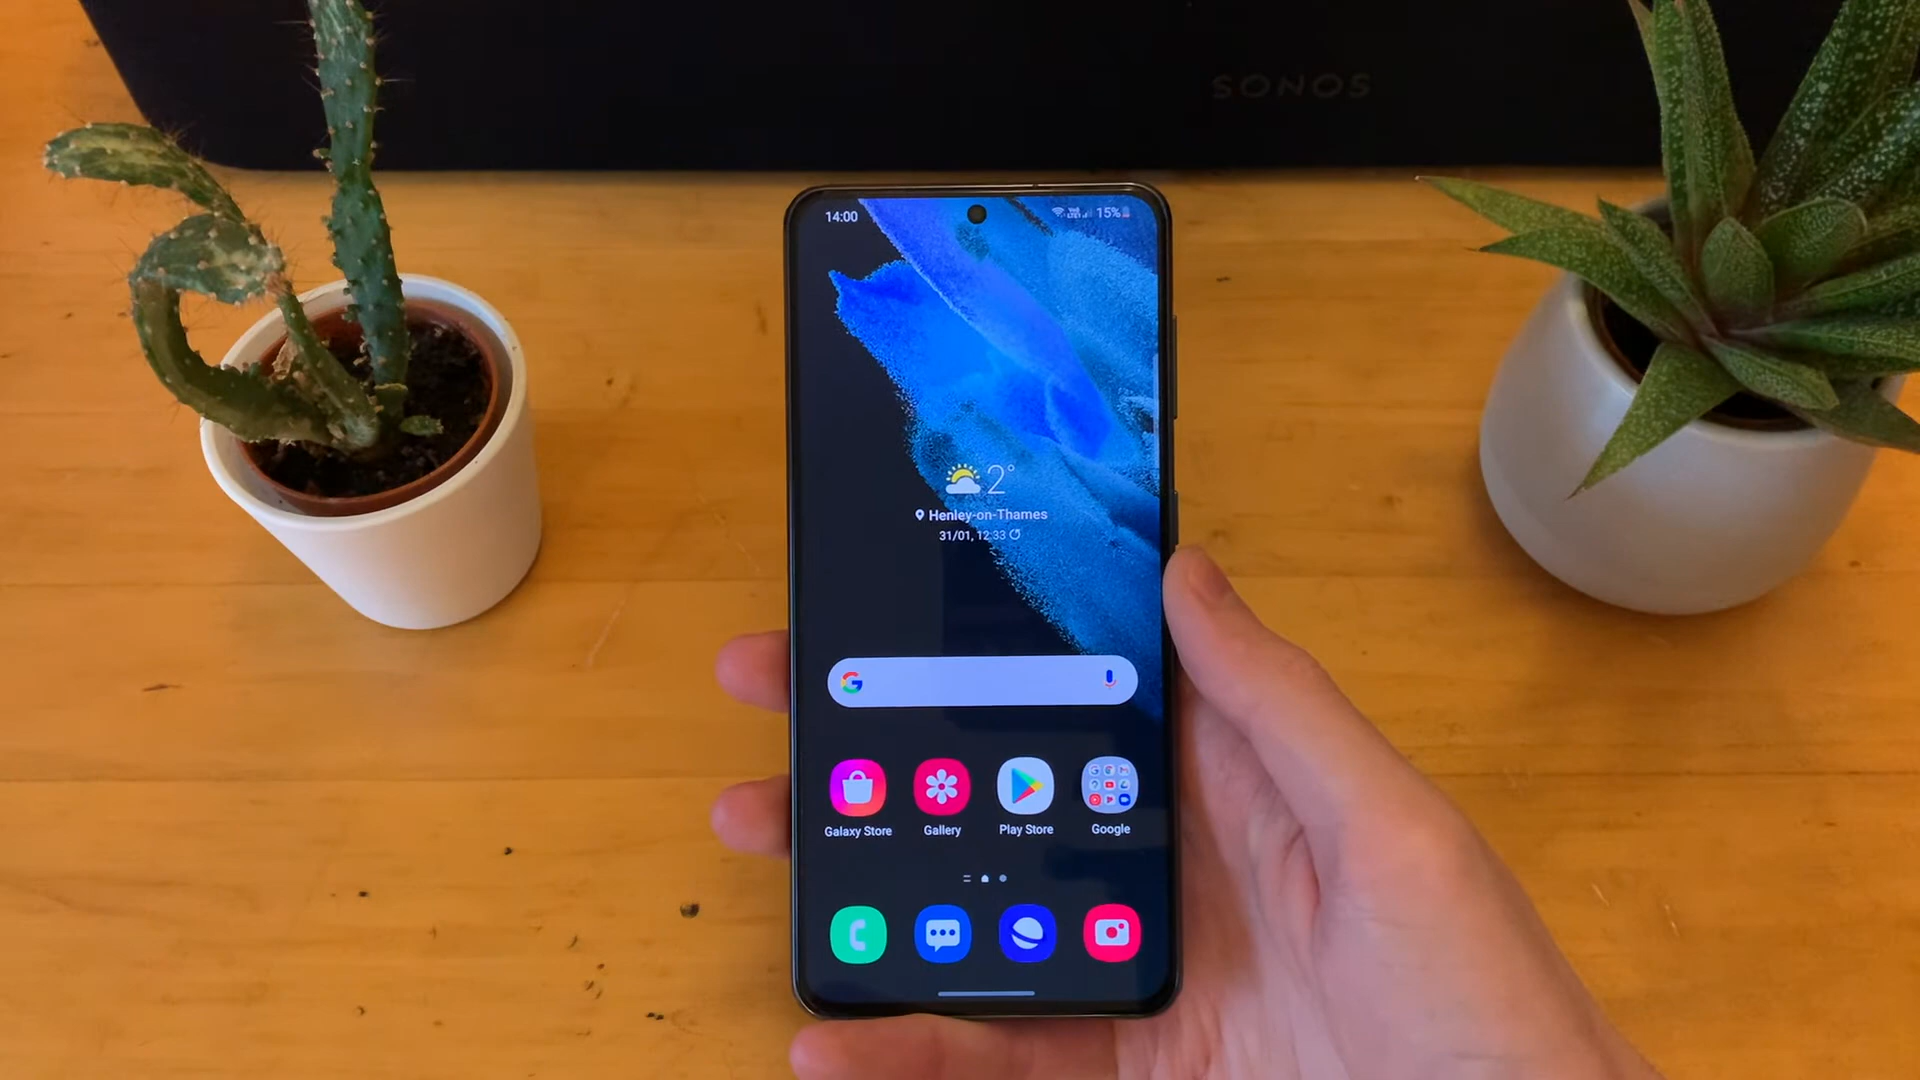 SONOS
14:00
15%
2°
Henley-on-Thames
31/01, 12:33
Galaxy Store
Gallery
Play Store
Google